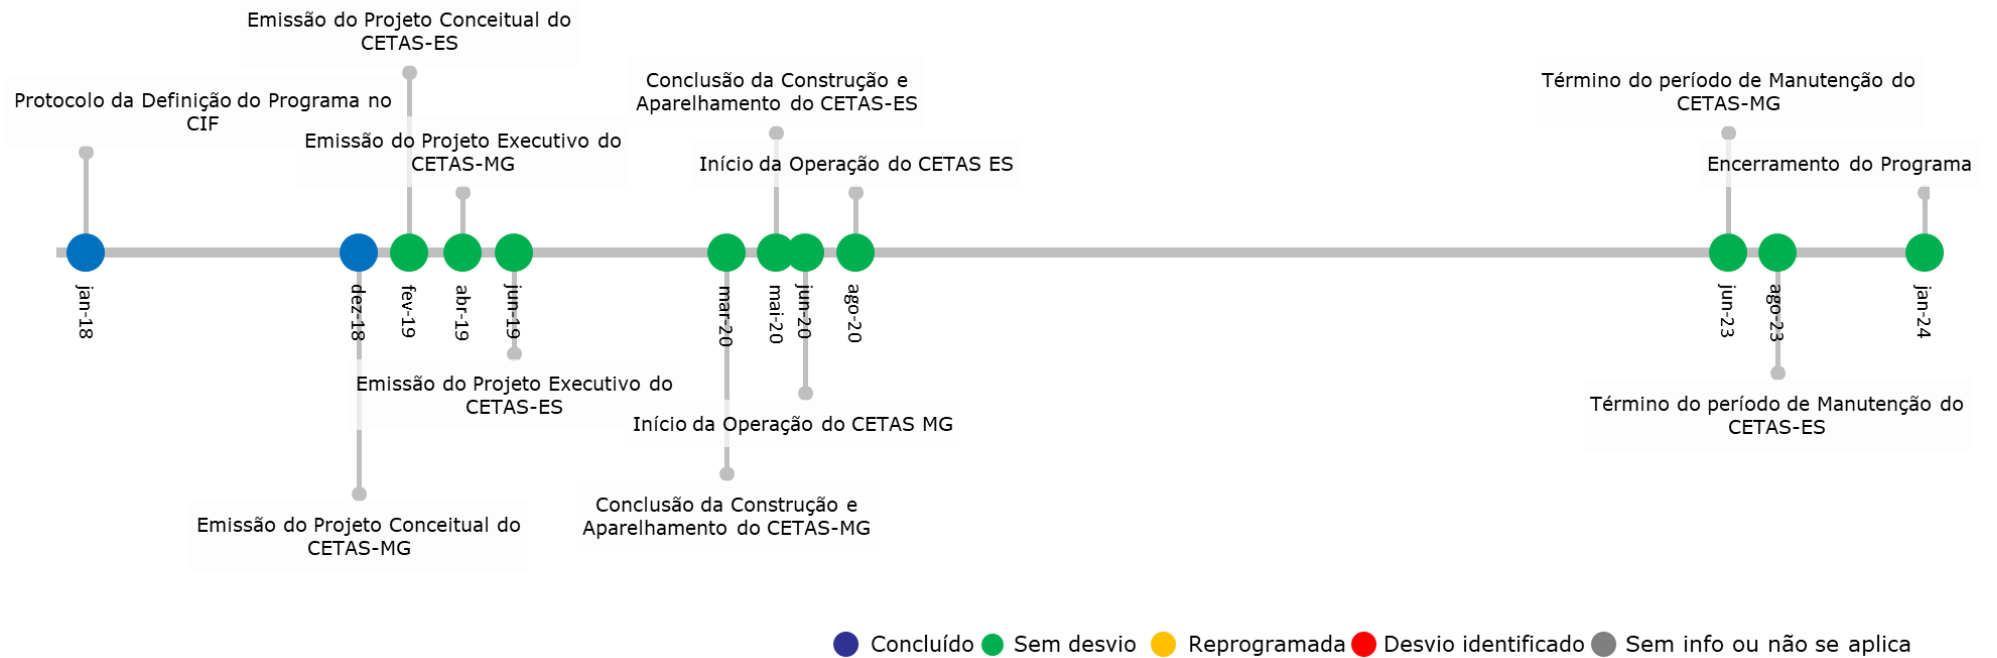 Emissão do Projeto Conceitual do
CETAS-ES
Protocolo da Definição do Programa no
CIF
Emissão do Projeto Executivo do
CETAS-MG
Conclusão da Construção e
Aparelhamento do CETAS-ES
Início da Operação do CETAS ES
Término do período de Manutenção do
CETAS-MG
Encerramento do Programa
jan-18
dez-18
fev-19
abr-19
jun-19
mar-20
mai-20
jun-20
ago-20
jun-23
ago-23
jan-24
Emissão do Projeto Executivo do
CETAS-ES
Início da Operação do CETAS MG
Término do período de Manutenção do
CETAS-ES
Conclusão da Construção e
Aparelhamento do CETAS-MG
Emissão do Projeto Conceitual do
CETAS-MG
Concluído
Sem desvio
Reprogramada
Desvio identificado
Sem info ou não se aplica